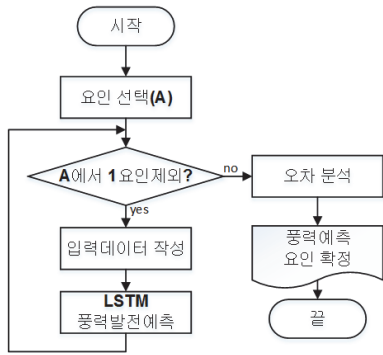 시작
요인 선택(A)
A에서 1요인제외?
no
yes
오차 분석
입력데이터 작성
풍력예측
요인 확정
LSTM
풍력발전예측
끝